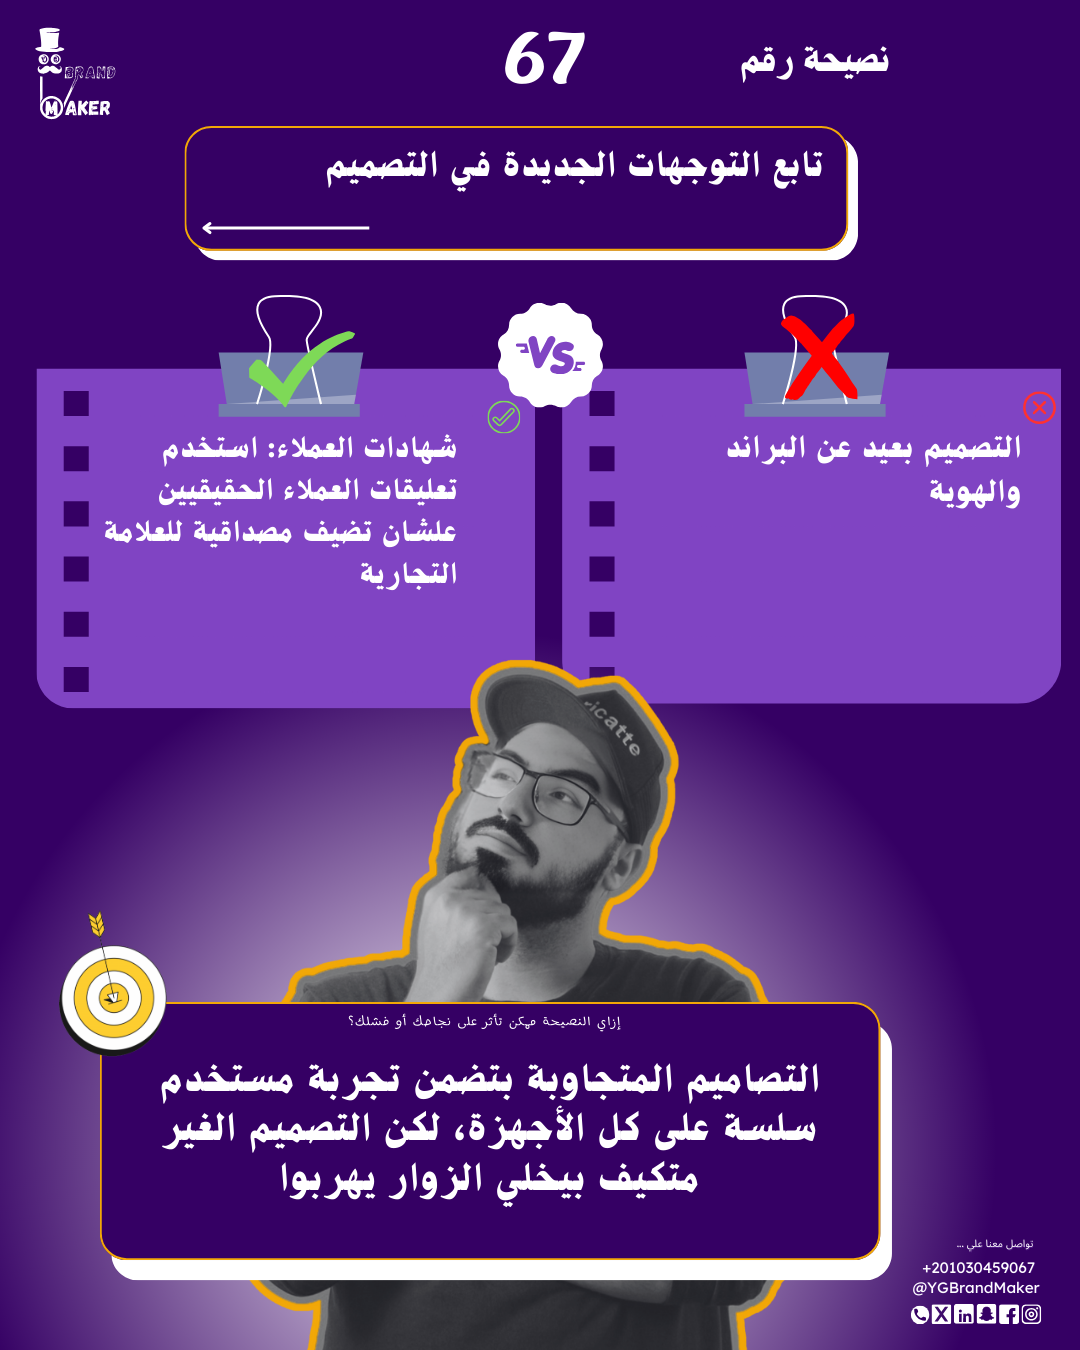 BRAND
MAKER
نصيحة رقم 67
تابع التوجهات الجديدة في التصميم
VS
التصميم بعيد عن البراند
والهوية
شهادات العملاء: استخدم
تعليقات العملاء الحقيقيين
علشان تضيف مصداقية للعلامة
التجارية
icatte
إزاي النصيحة ممكن تأثر على نجاحك أو فشلك؟
التصاميم المتجاوبة بتضمن تجربة مستخدم
سلسة على كل الأجهزة، لكن التصميم الغير
متكيف بيخلي الزوار يهربوا
تواصل معنا علي ...
+201030459067
@YGBrandMaker